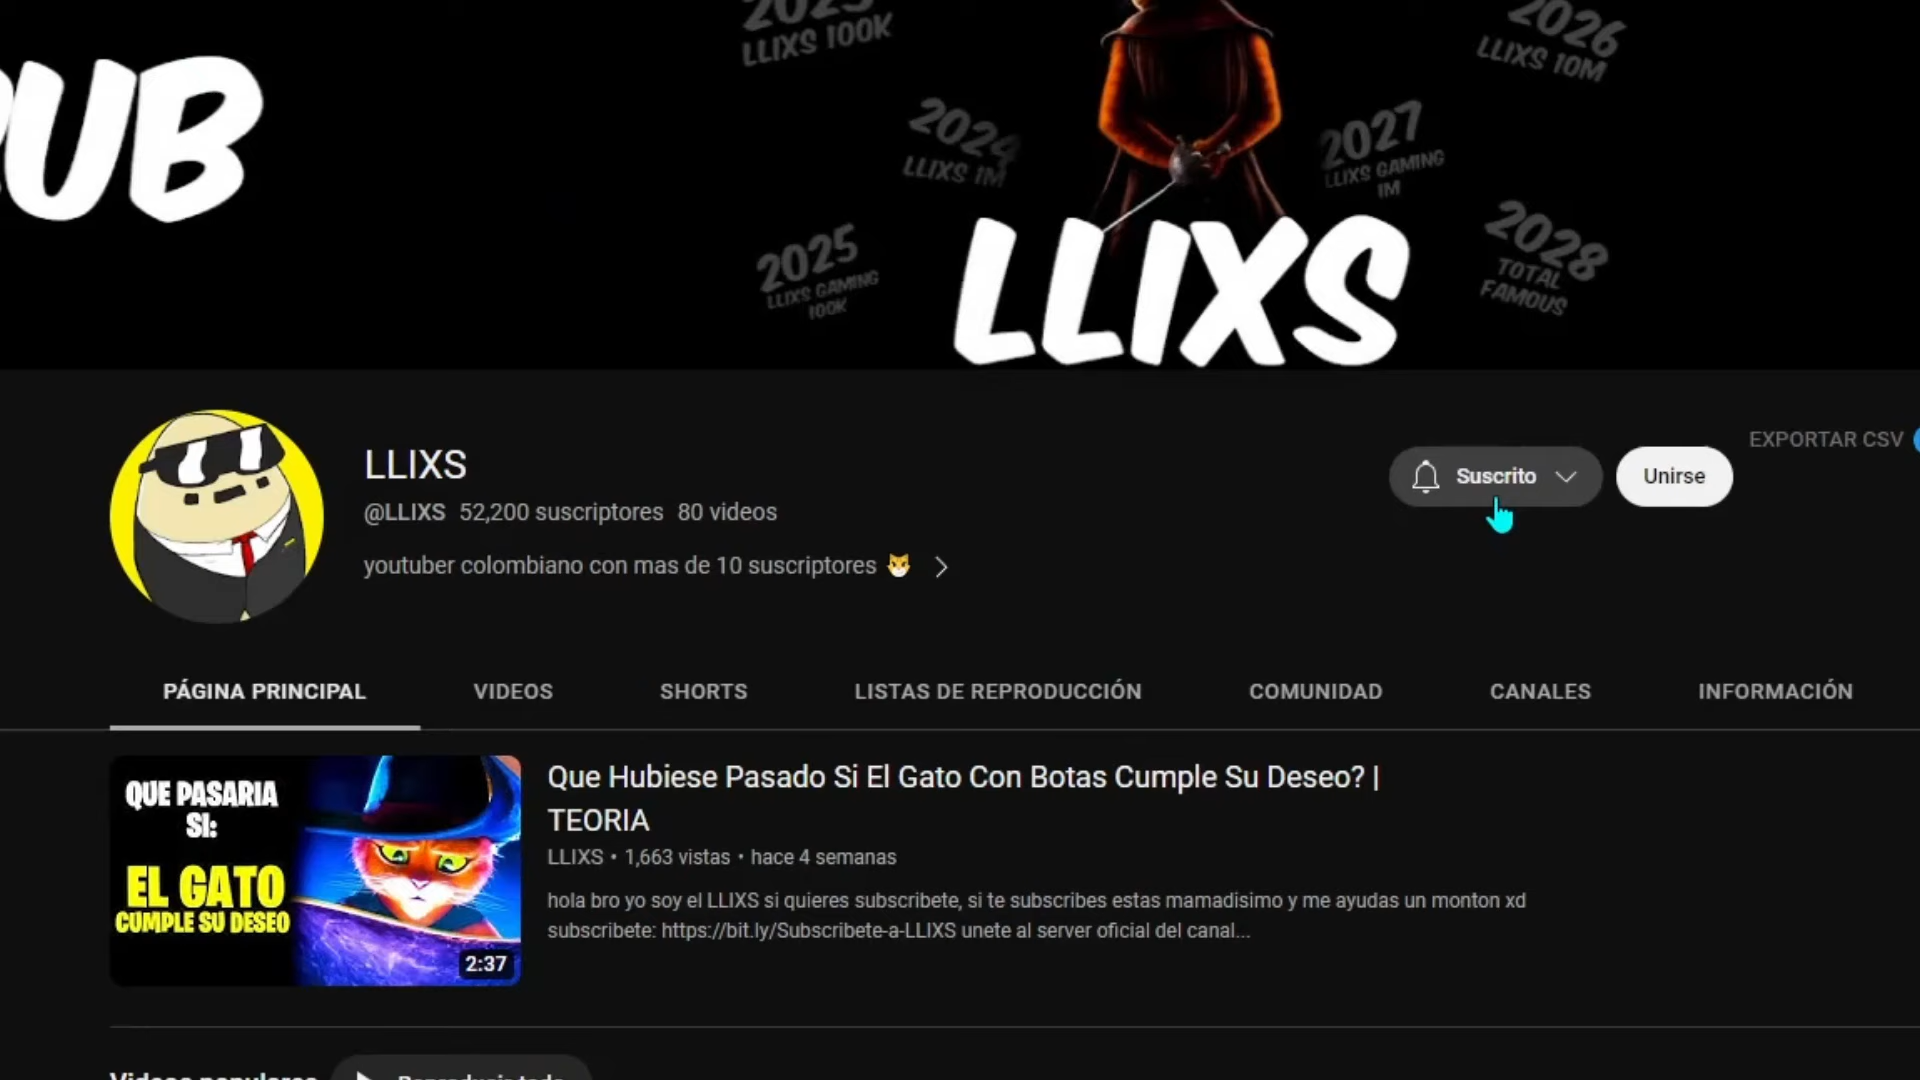 2023
LLIXS 100K
2026
LLIXS 10M
UB
2024
LLIXS 1M
2027
LLIXS GAMING
1M
2025
LLIXS GAMING
100K
2028
TOTAL
FAMOUS
LLIXS
EXPORTAR CSV
LLIXS
Suscrito
Unirse
@LLIXS 52,200 suscriptores 80 videos
youtuber colombiano con mas de 10 suscriptores 🐯
PÁGINA PRINCIPAL
VIDEOS
SHORTS
LISTAS DE REPRODUCCIÓN
COMUNIDAD
CANALES
INFORMACIÓN
QUE PASARIA
SI:
EL GATO
CUMPLE SU DESEO
2:37
Que Hubiese Pasado Si El Gato Con Botas Cumple Su Deseo? |
TEORIA
LLIXS • 1,663 vistas • hace 4 semanas
hola bro yo soy el LLIXS si quieres subscribete, si te subscribes estas mamadisimo y me ayudas un monton xd
subscribete: https://bit.ly/Subscribete-a-LLIXS unete al server oficial del canal...
Videos populares
Reproducir todo